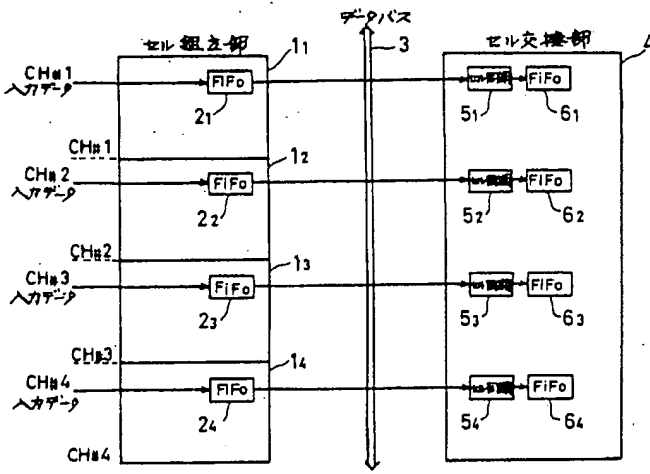 データバス
セル組立部
1₁
3
セル交換部
4
CH#1
入力データ
FiFo
2₁
5₁
FiFo
6₁
CH#1
1₂
CH#2
入力データ
FiFo
2₂
5₂
FiFo
6₂
CH#2
1₃
CH#3
入力データ
FiFo
2₃
5₃
FiFo
6₃
CH#3
1₄
CH#4
入力データ
FiFo
2₄
5₄
FiFo
6₄
CH#4